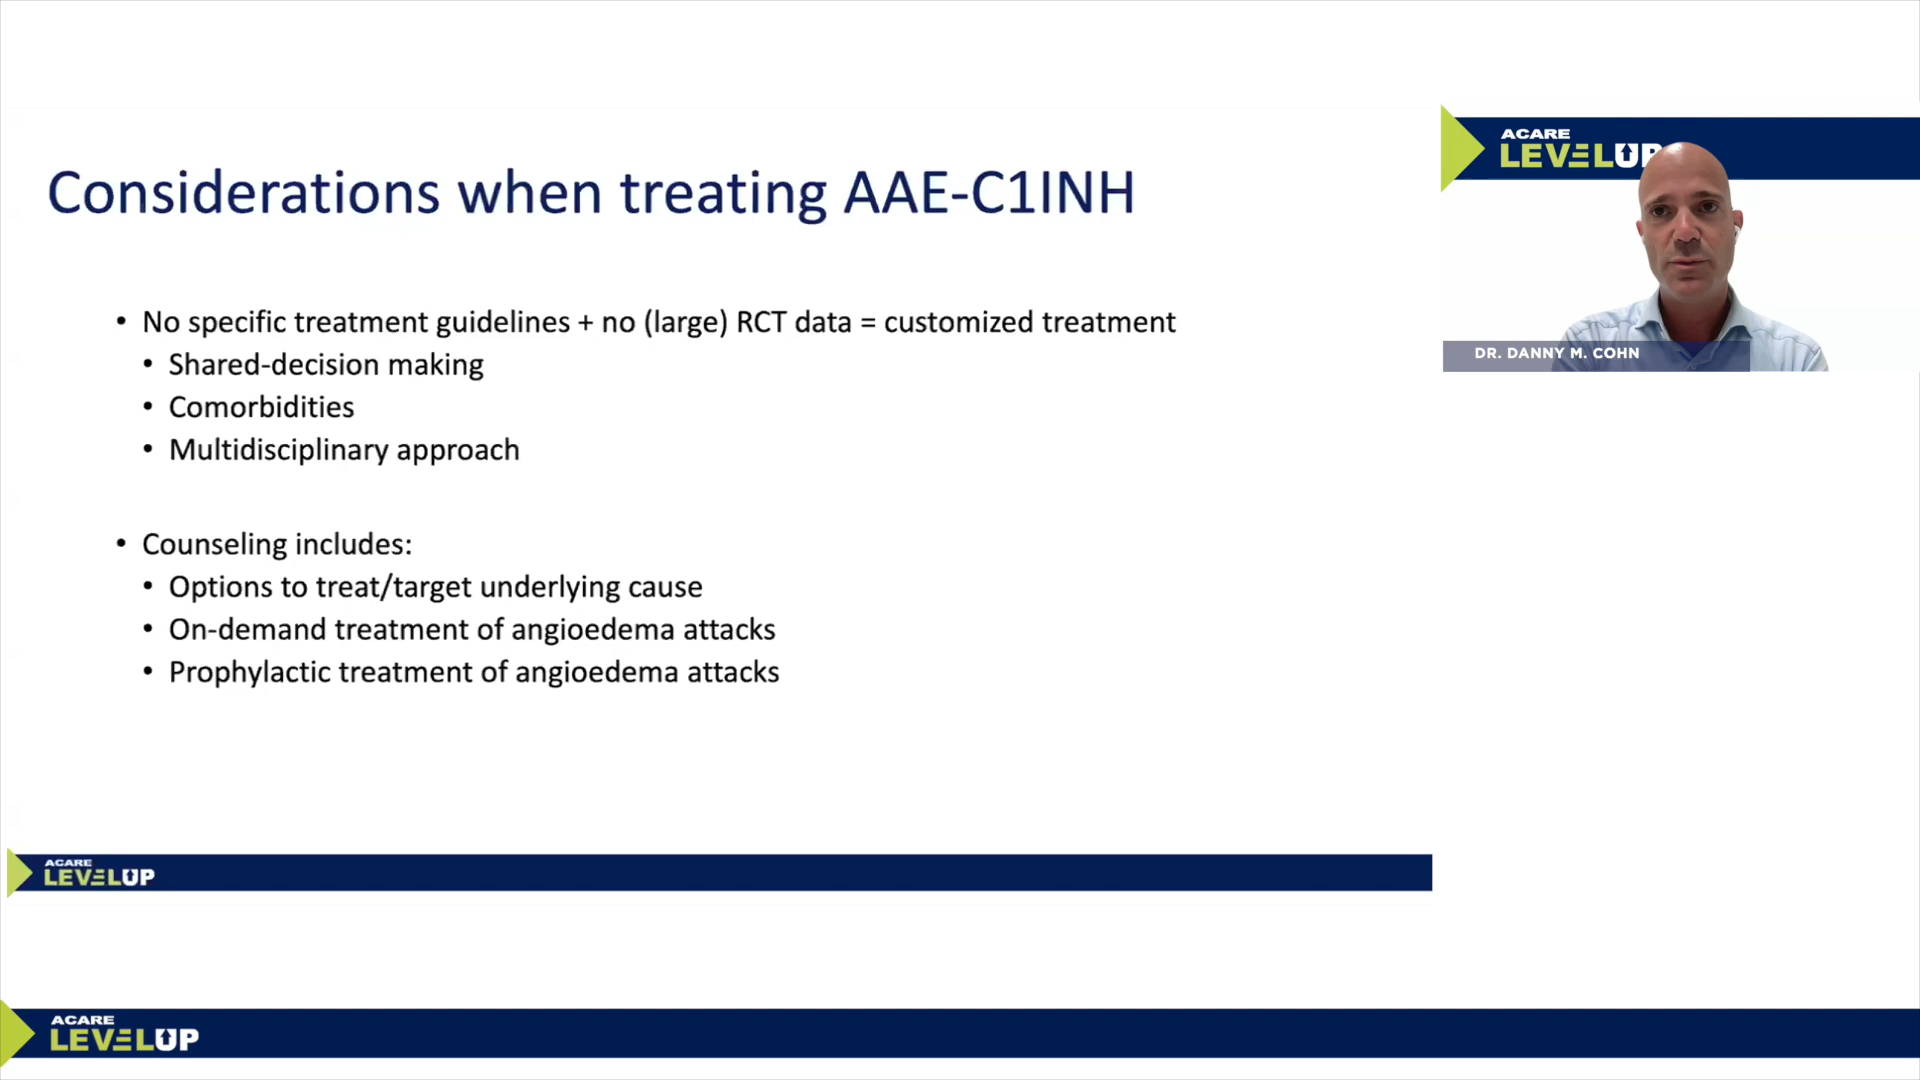 Considerations when treating AAE-C1INH
• No specific treatment guidelines + no (large) RCT data = customized treatment
• Shared-decision making
• Comorbidities
• Multidisciplinary approach
• Counseling includes:
• Options to treat/target underlying cause
• On-demand treatment of angioedema attacks
• Prophylactic treatment of angioedema attacks
ACARE
LEVELUP
DR. DANNY M. COHN
ACARE
LEVELUP
ACARE
LEVELUP